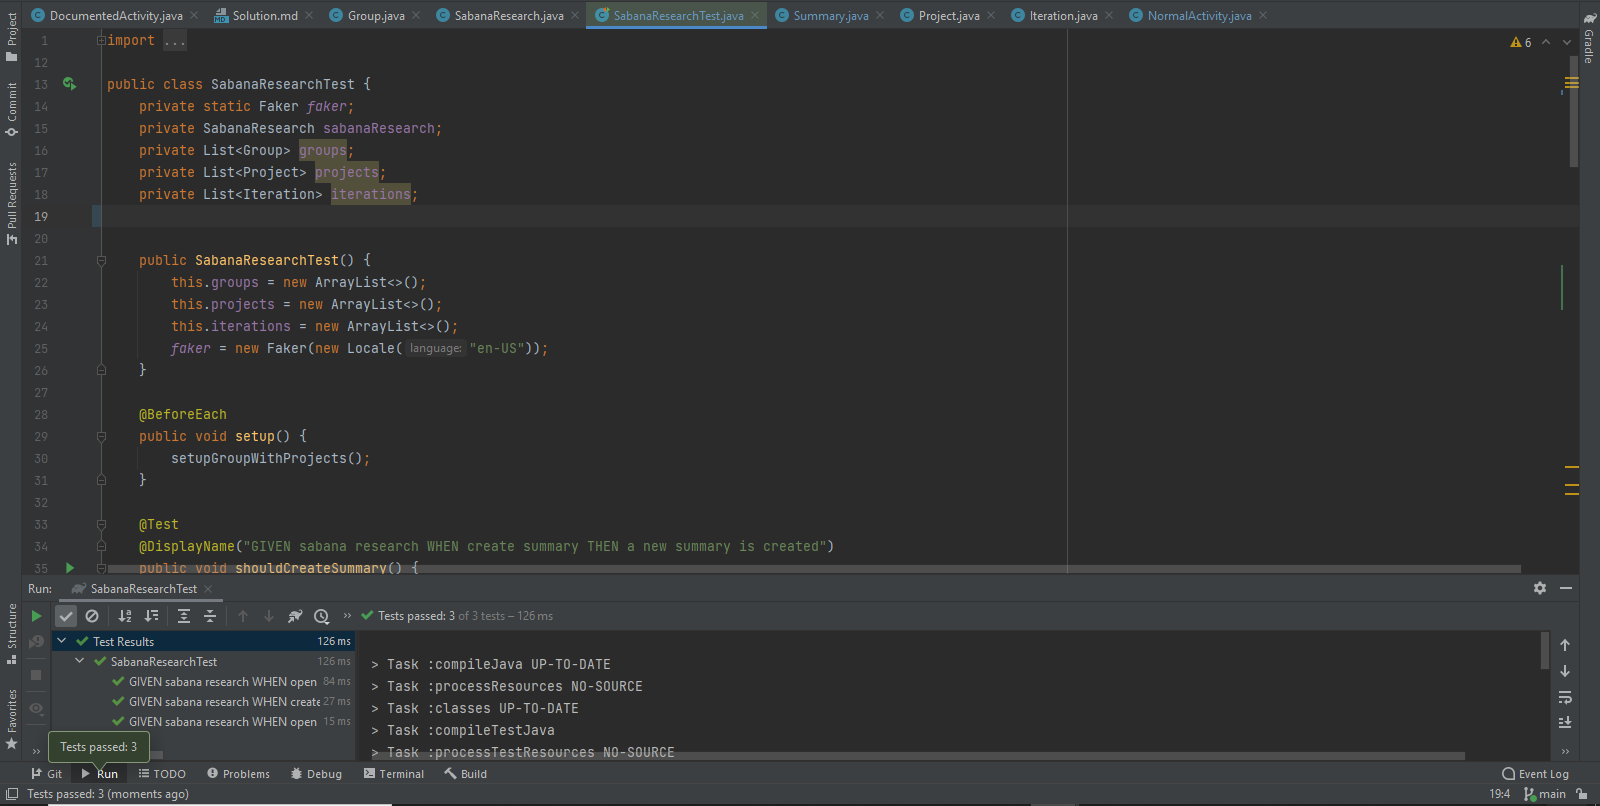 DocumentedActivity.java Solution.md Group.java SabanaResearch.java SabanaResearchTest.java Summary.java Project.java Iteration.java NormalActivity.java
Project
Commit
Pull Requests
Structure
Favorites
Gradle
6
1 import ...
12
13 public class SabanaResearchTest {
14 private static Faker faker;
15 private SabanaResearch sabanaResearch;
16 private List<Group> groups;
17 private List<Project> projects;
18 private List<Iteration> iterations;
19
20
21 public SabanaResearchTest() {
22 this.groups = new ArrayList<>();
23 this.projects = new ArrayList<>();
24 this.iterations = new ArrayList<>();
25 faker = new Faker(new Locale( language: "en-US"));
26 }
27
28 @BeforeEach
29 public void setup() {
30 setupGroupWithProjects();
31 }
32
33 @Test
34 @DisplayName("GIVEN sabana research WHEN create summary THEN a new summary is created")
35 public void shouldCreateSummary() {
Run: SabanaResearchTest
Tests passed: 3 of 3 tests – 126 ms
Test Results 126 ms
SabanaResearchTest 126 ms
GIVEN sabana research WHEN open 84 ms
GIVEN sabana research WHEN create 27 ms
GIVEN sabana research WHEN open 15 ms
> Task :compileJava UP-TO-DATE
> Task :processResources NO-SOURCE
> Task :classes UP-TO-DATE
> Task :compileTestJava
> Task :processTestResources NO-SOURCE
Tests passed: 3
Git Run TODO Problems Debug Terminal Build Event Log
Tests passed: 3 (moments ago) 19:4 main